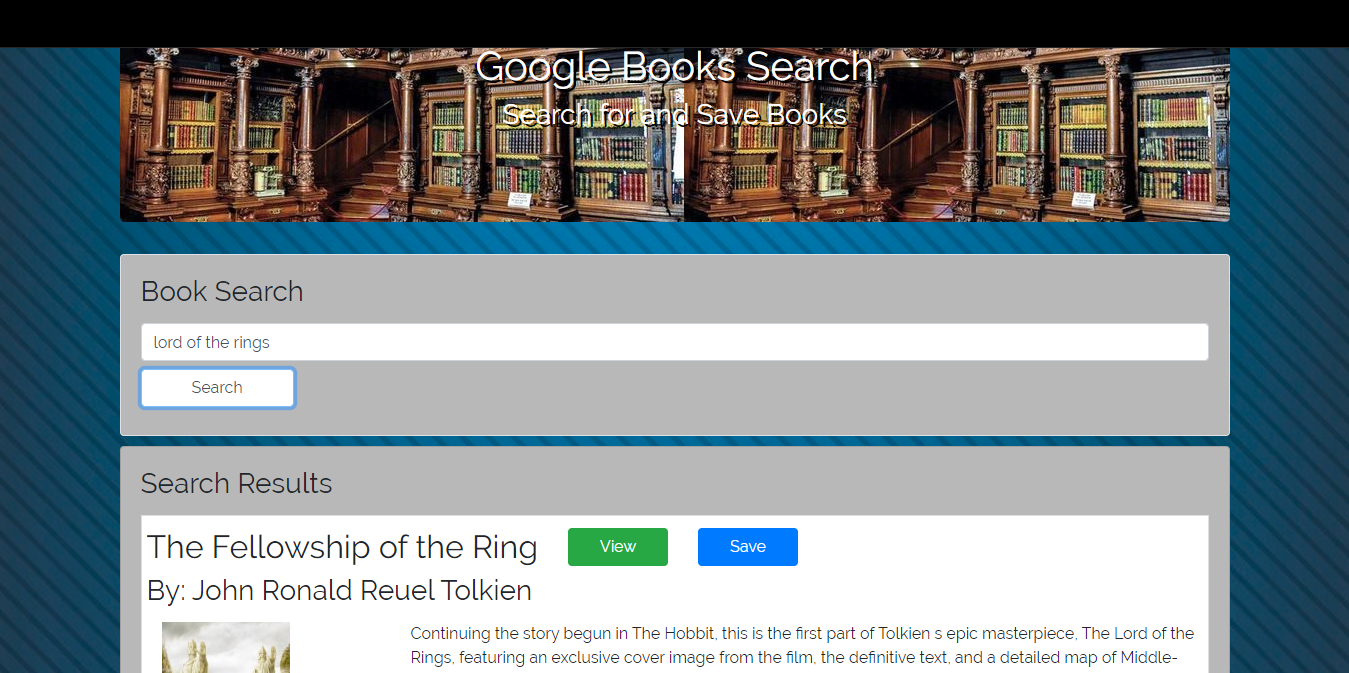 Google Books Search
Search for and Save Books
Book Search
lord of the rings
Search
Search Results
The Fellowship of the Ring View Save
By: John Ronald Reuel Tolkien
Continuing the story begun in The Hobbit, this is the first part of Tolkien s epic masterpiece, The Lord of the
Rings, featuring an exclusive cover image from the film, the definitive text, and a detailed map of Middle-